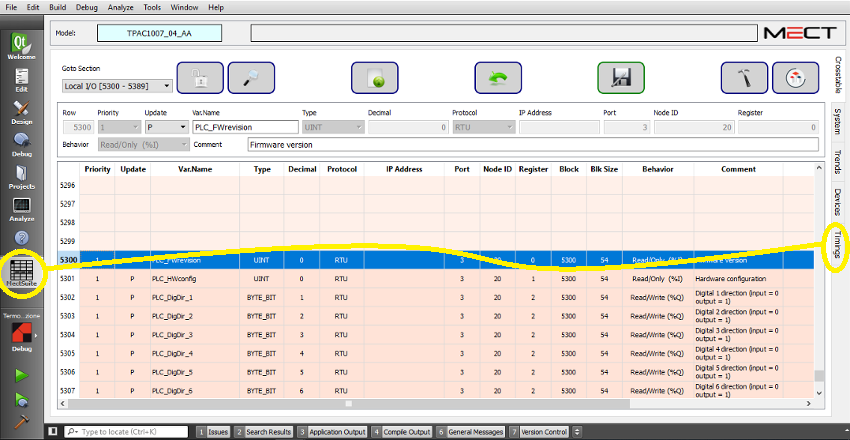 File Edit Build Debug Analyze Tools Window Help
Model: TPAC1007_04_AA MECT
Qt
Welcome
Edit
Design
Debug
Projects
Analyze
?
MectSuite
Termo...zione
Debug
Goto Section
Local I/O [5300 - 5389]
Row Priority Update Var.Name Type Decimal Protocol IP Address Port Node ID Register
5300 1 P PLC_FWrevision UINT 0 RTU 3 20 0
Behavior Read/Only (%I) Comment Firmware version
Priority Update Var.Name Type Decimal Protocol IP Address Port Node ID Register Block Blk Size Behavior Comment
5296
5297
5298
5299
5300 1 UINT 0 RTU 20 0 5300 54 Read/Only (%I)
5301 1 P PLC_HWconfig UINT 0 RTU 3 20 1 5300 54 Read/Only (%I) Hardware configuration
5302 1 P PLC_DigDir_1 BYTE_BIT 1 RTU 3 20 2 5300 54 Read/Write (%Q) Digital 1 direction (input = 0 output = 1)
5303 1 P PLC_DigDir_2 BYTE_BIT 2 RTU 3 20 2 5300 54 Read/Write (%Q) Digital 2 direction (input = 0 output = 1)
5304 1 P PLC_DigDir_3 BYTE_BIT 3 RTU 3 20 2 5300 54 Read/Write (%Q) Digital 3 direction (input = 0 output = 1)
5305 1 P PLC_DigDir_4 BYTE_BIT 4 RTU 3 20 2 5300 54 Read/Write (%Q) Digital 4 direction (input = 0 output = 1)
5306 1 P PLC_DigDir_5 BYTE_BIT 5 RTU 3 20 2 5300 54 Read/Write (%Q) Digital 5 direction (input = 0 output = 1)
5307 1 P PLC_DigDir_6 BYTE_BIT 6 RTU 3 20 2 5300 54 Read/Write (%Q) Digital 6 direction (input = 0 output = 1)
Crosstable
System
Trends
Devices
Timings
Type to locate (Ctrl+K) 1 Issues 2 Search Results 3 Application Output 4 Compile Output 6 General Messages 7 Version Control